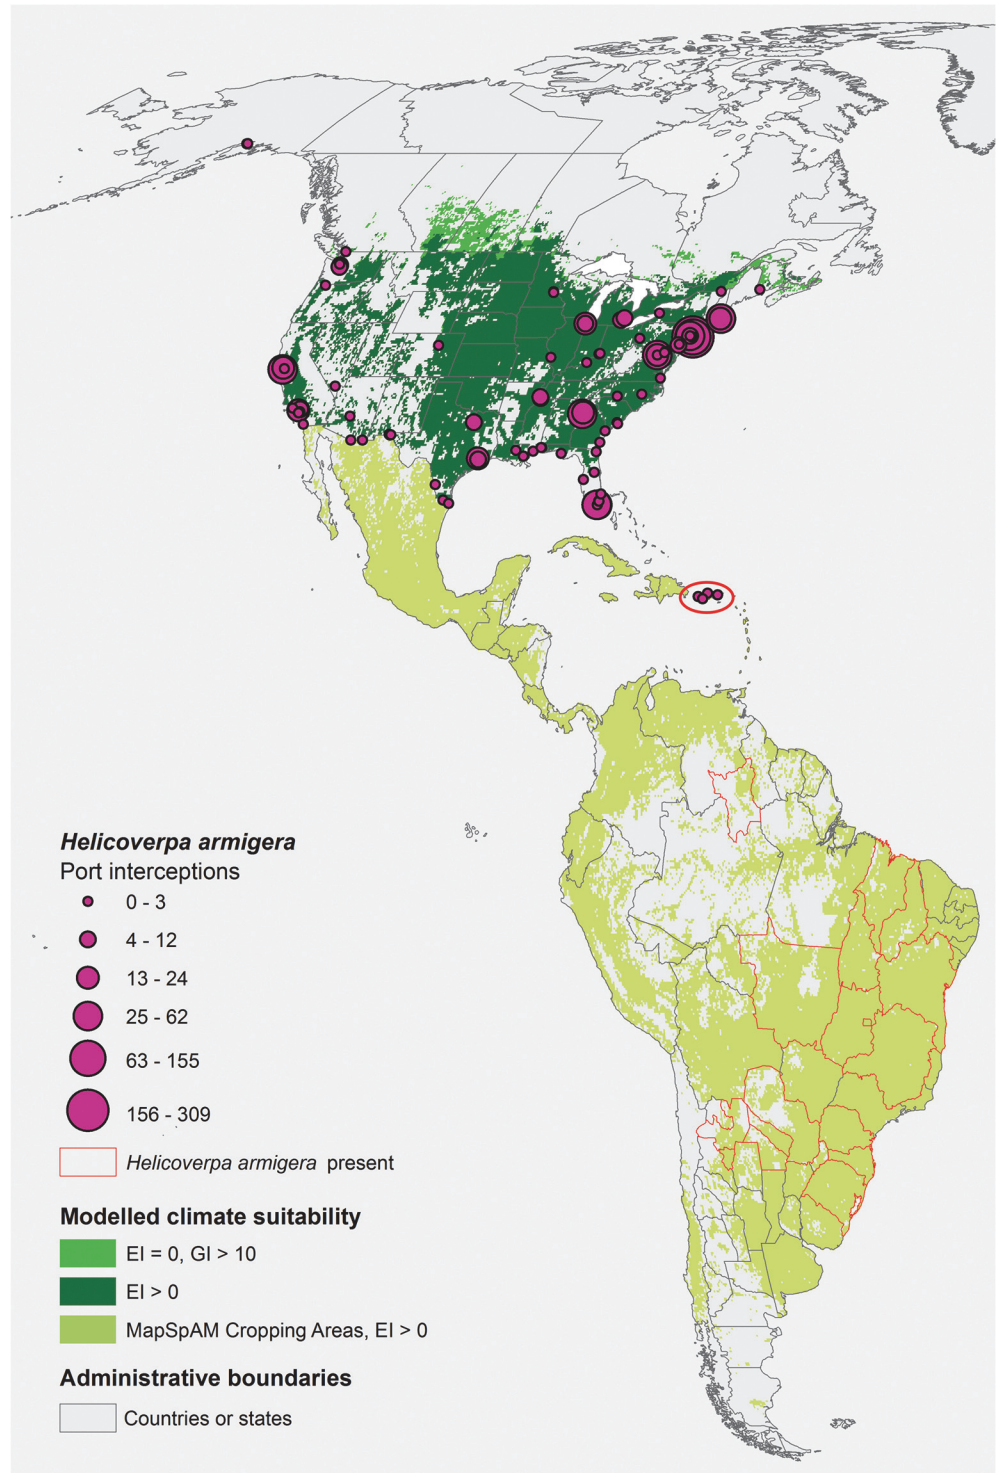 Helicoverpa armigera
Port interceptions
0 - 3
4 - 12
13 - 24
25 - 62
63 - 155
156 - 309
Helicoverpa armigera present
Modelled climate suitability
EI = 0, GI > 10
EI > 0
MapSpAM Cropping Areas, EI > 0
Administrative boundaries
Countries or states